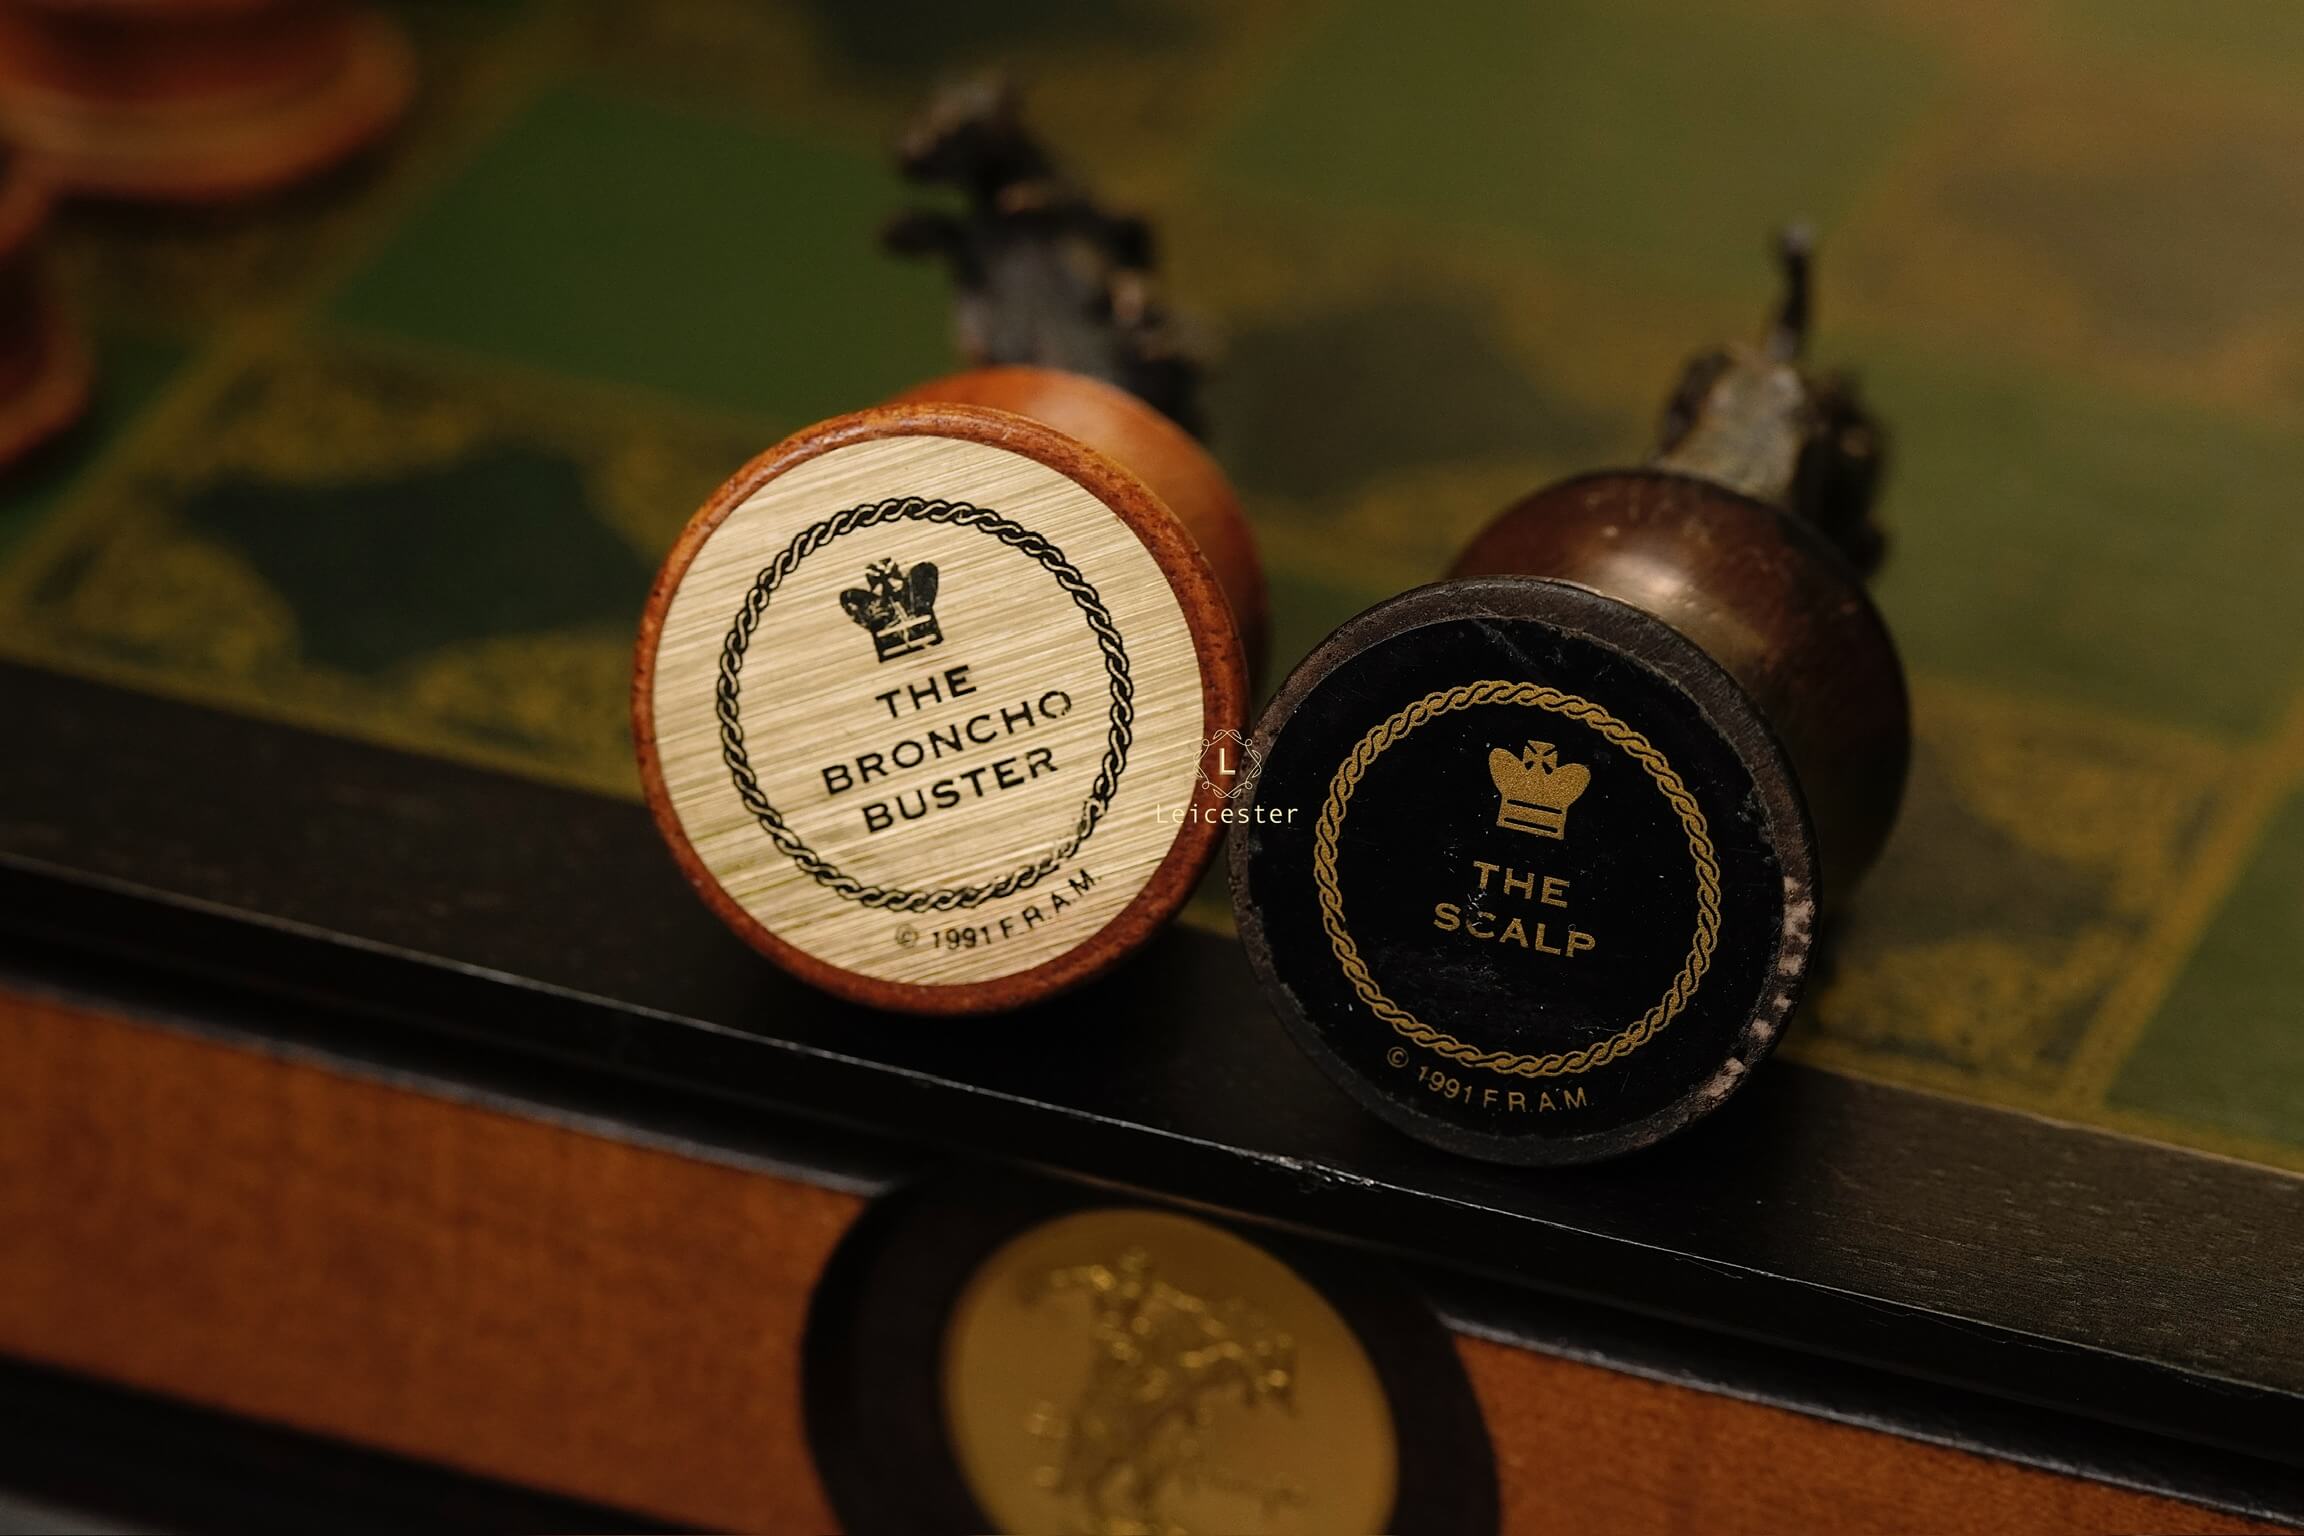 THE
BRONCHO
BUSTER
© 1991 F.R.A.M.
L
Leicester
THE
SCALP
© 1991 F.R.A.M.